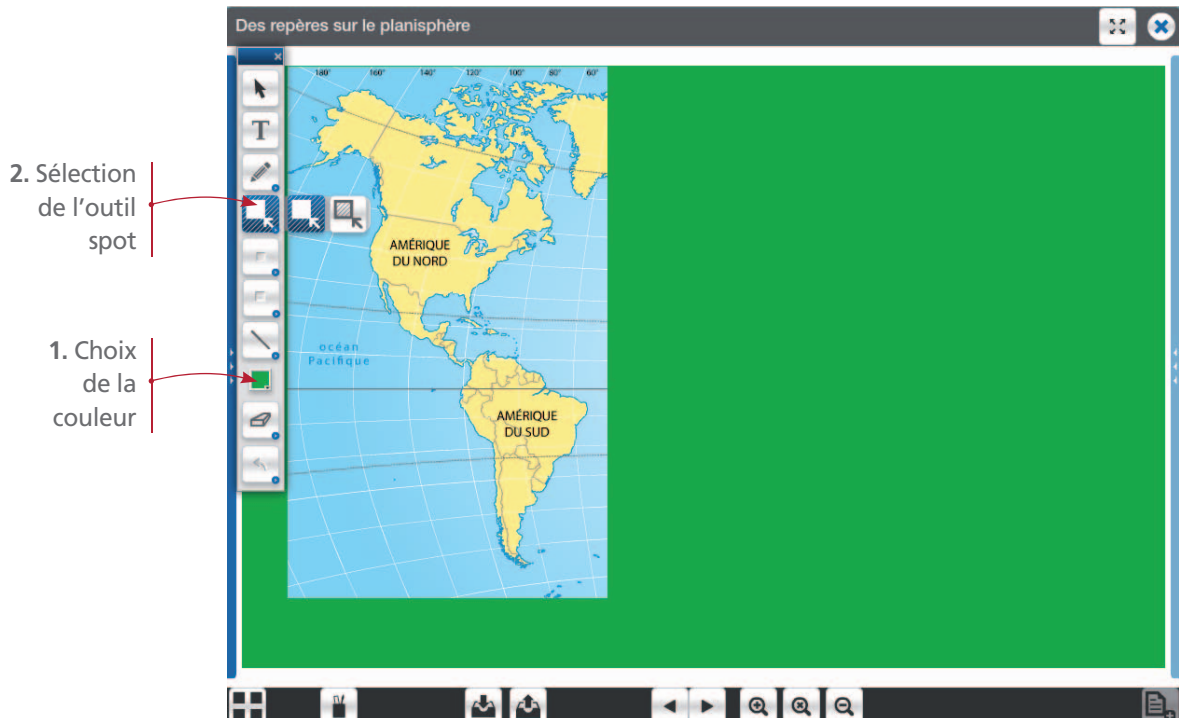 Des repères sur le planisphère
180° 160° 140° 120° 100° 80° 60°
T
2. Sélection
de l'outil
spot
AMÉRIQUE
DU NORD
océan
Pacifique
1. Choix
de la
couleur
AMÉRIQUE
DU SUD